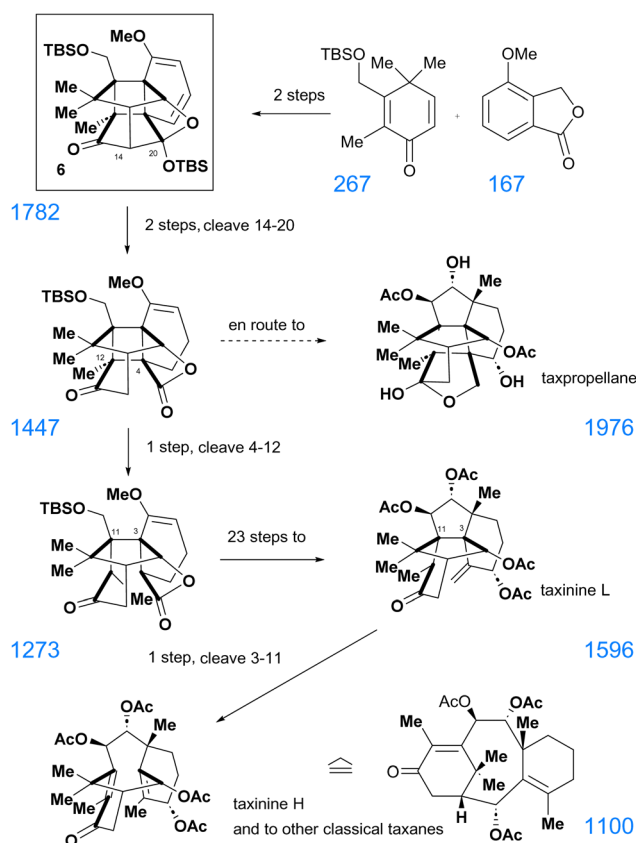 TBSO
MeO
Me
Me
Me
O
O
OTBS
14
20
6
1782
2 steps
TBSO
Me
Me
Me
O
267
+
OMe
O
O
167
2 steps, cleave 14-20
TBSO
MeO
Me
Me
Me
12
4
O
O
O
1447
en route to
OH
Me
AcO
Me
Me
Me
OAc
HO
O
OH
taxpropellane
1976
1 step, cleave 4-12
TBSO
MeO
11
3
Me
Me
Me
O
O
O
1273
23 steps to
OAc
AcO
Me
11
3
Me
Me
Me
O
OAc
OAc
taxinine L
1596
1 step, cleave 3-11
OAc
AcO
Me
Me
Me
Me
Me
O
OAc
OAc
taxinine H
and to other classical taxanes
AcO
OAc
Me
Me
Me
Me
O
H
OAc
Me
1100